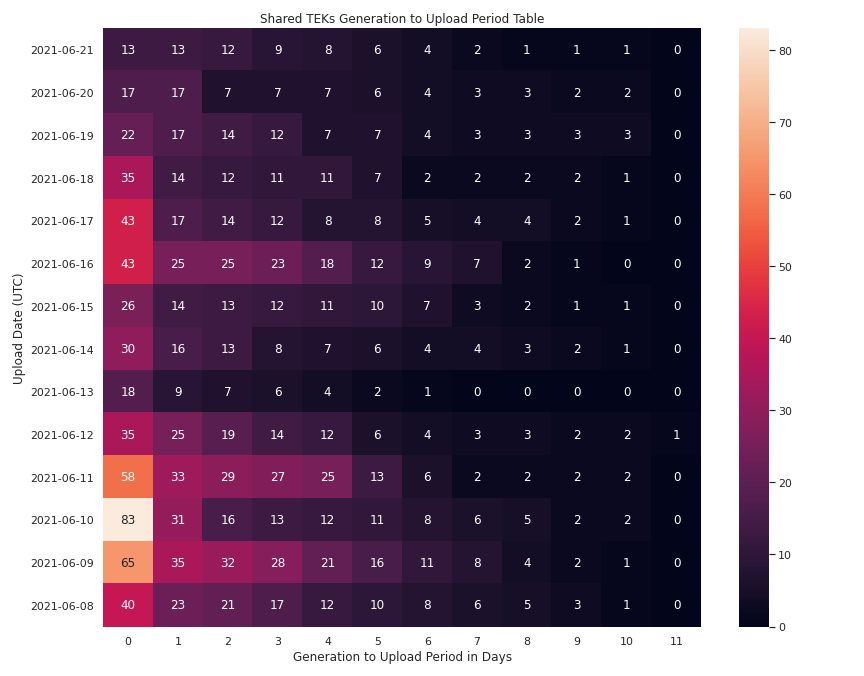 Shared TEKs Generation to Upload Period Table
Upload Date (UTC)
2021-06-21 13 13 12 9 8 6 4 2 1 1 1 0
2021-06-20 17 17 7 7 7 6 4 3 3 2 2 0
2021-06-19 22 17 14 12 7 7 4 3 3 3 3 0
2021-06-18 35 14 12 11 11 7 2 2 2 2 1 0
2021-06-17 43 17 14 12 8 8 5 4 4 2 1 0
2021-06-16 43 25 25 23 18 12 9 7 2 1 0 0
2021-06-15 26 14 13 12 11 10 7 3 2 1 1 0
2021-06-14 30 16 13 8 7 6 4 4 3 2 1 0
2021-06-13 18 9 7 6 4 2 1 0 0 0 0 0
2021-06-12 35 25 19 14 12 6 4 3 3 2 2 1
2021-06-11 58 33 29 27 25 13 6 2 2 2 2 0
2021-06-10 83 31 16 13 12 11 8 6 5 2 2 0
2021-06-09 65 35 32 28 21 16 11 8 4 2 1 0
2021-06-08 40 23 21 17 12 10 8 6 5 3 1 0
0 1 2 3 4 5 6 7 8 9 10 11
Generation to Upload Period in Days
80
70
60
50
40
30
20
10
0